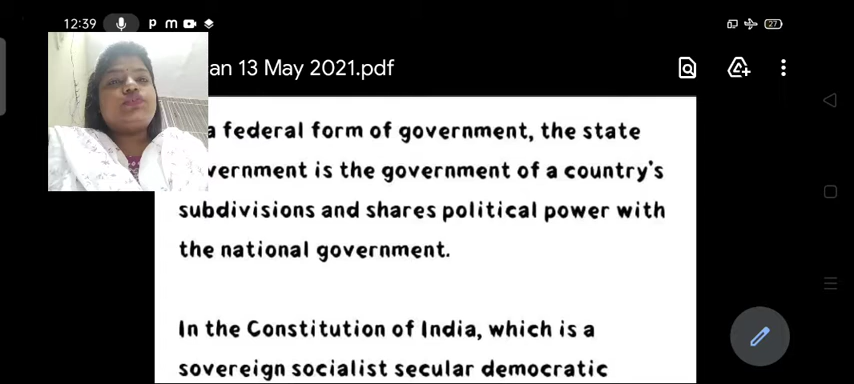 12:39 P m 27
an 13 May 2021.pdf
a federal form of government, the state
vernment is the government of a country's
subdivisions and shares political power with
the national government.
In the Constitution of India, which is a
sovereign socialist secular democratic